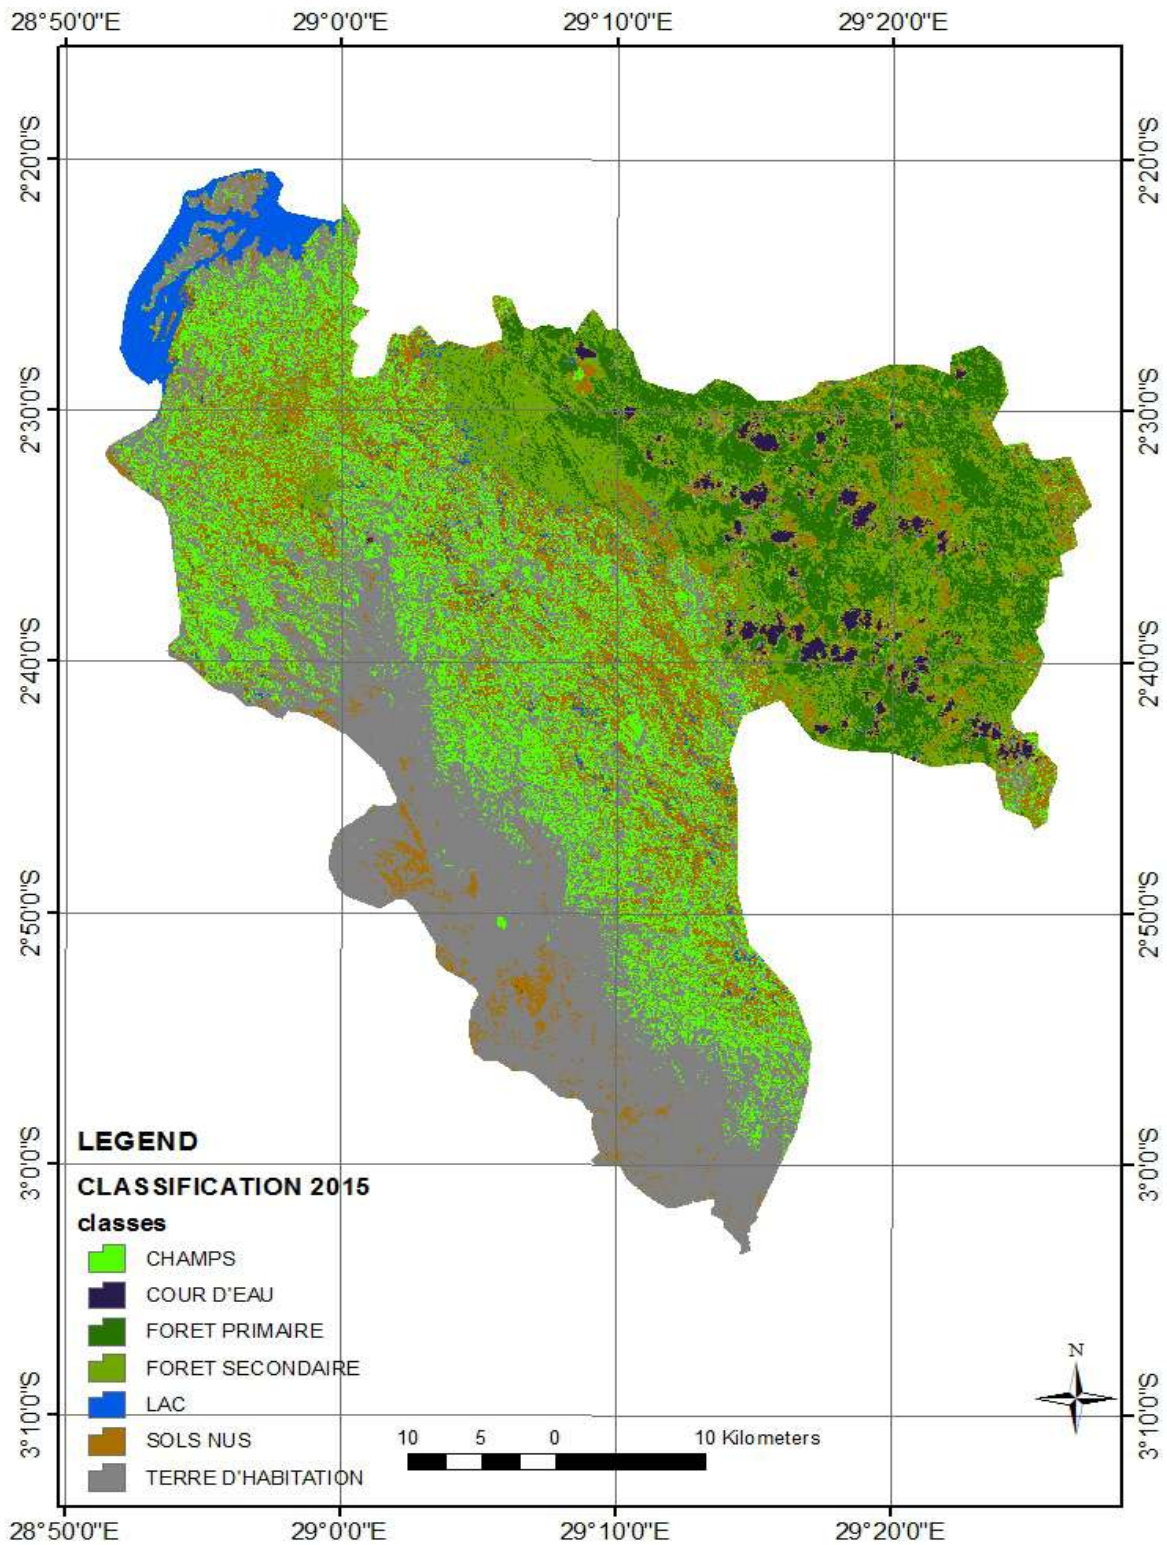 28°50'0"E 29°0'0"E 29°10'0"E 29°20'0"E
2°20'0"S 2°20'0"S
2°30'0"S 2°30'0"S
2°40'0"S 2°40'0"S
2°50'0"S 2°50'0"S
3°0'0"S 3°0'0"S
3°10'0"S 3°10'0"S
LEGEND
CLASSIFICATION 2015
classes
CHAMPS
COUR D'EAU
FORET PRIMAIRE
FORET SECONDAIRE
LAC
SOLS NUS
TERRE D'HABITATION
10 5 0 10 Kilometers
N
28°50'0"E 29°0'0"E 29°10'0"E 29°20'0"E